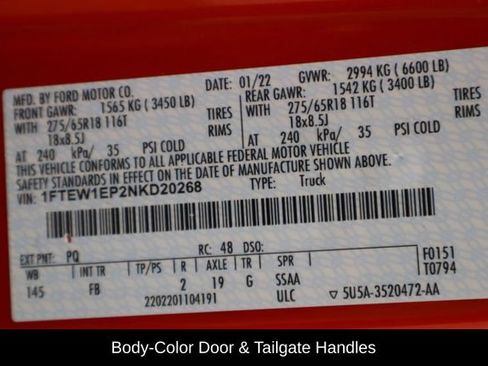 MFD. BY FORD MOTOR CO.
DATE: 01/22 GVWR: 2994 KG ( 6600 LB)
FRONT GAWR: 1565 KG ( 3450 LB) REAR GAWR: 1542 KG ( 3400 LB)
WITH 275/65R18 116T TIRES WITH 275/65R18 116T TIRES
18x8.5J RIMS 18x8.5J RIMS
AT 240 kPa/ 35 PSI COLD AT 240 kPa/ 35 PSI COLD
THIS VEHICLE CONFORMS TO ALL APPLICABLE FEDERAL MOTOR VEHICLE
SAFETY STANDARDS IN EFFECT ON THE DATE OF MANUFACTURE SHOWN ABOVE.
VIN: 1FTEW1EP2NKD20268 TYPE: Truck
EXT PNT: PQ RC: 48 DSO:
WB INT TR TP/PS R AXLE TR SPR
145 FB 2 19 G SSAA
2202201104191 ULC
F0151
T0794
▽ 5U5A-3520472-AA
Body-Color Door & Tailgate Handles